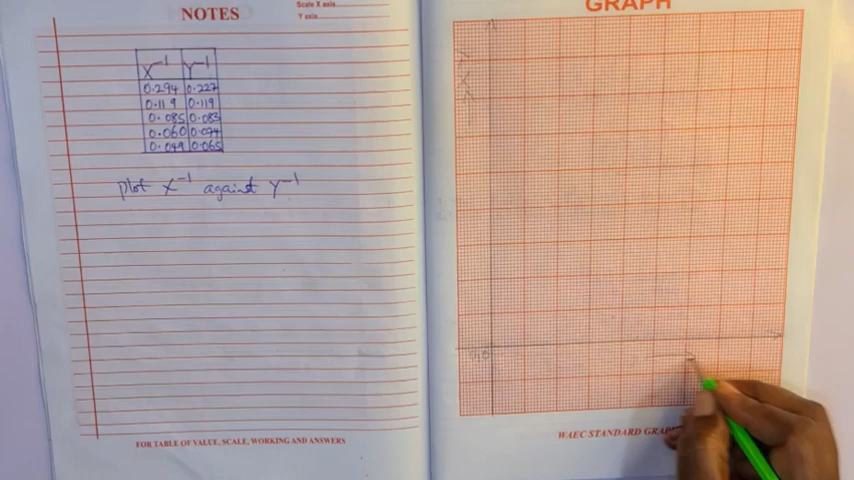 NOTES
Scale X axis
Y axis
X⁻¹ Y⁻¹
0.294 0.227
0.119 0.119
0.085 0.083
0.060 0.074
0.049 0.065
plot X⁻¹ against Y⁻¹
FOR TABLE OF VALUE, SCALE, WORKING AND ANSWERS
GRAPH
0,0
WAEC STANDARD GRAPH